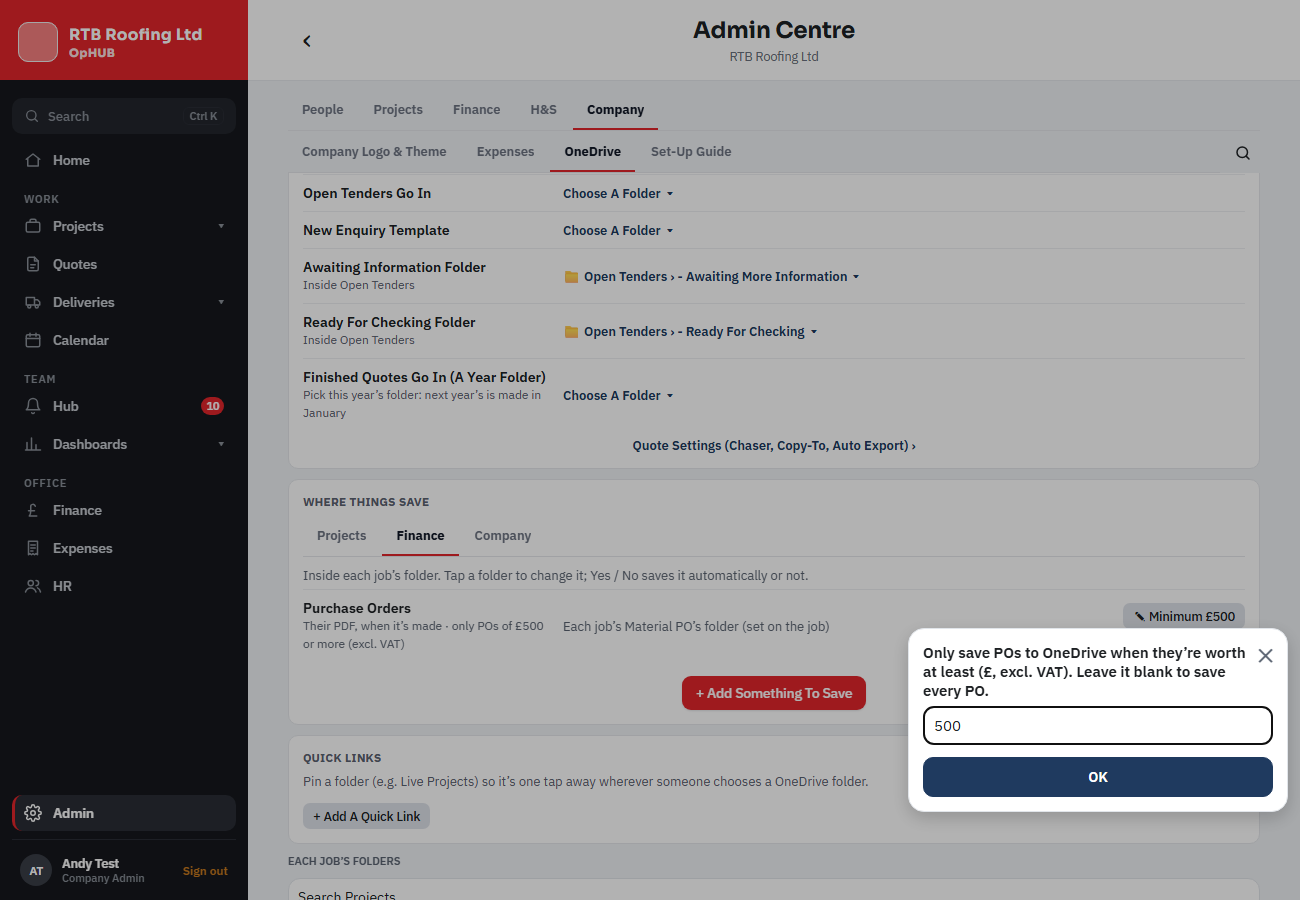 RTB Roofing Ltd
OpHUB
Search
Ctrl K
Home
WORK
Projects
Quotes
Deliveries
Calendar
TEAM
Hub
10
Dashboards
OFFICE
Finance
Expenses
HR
Admin
AT
Andy Test
Company Admin
Sign out
Admin Centre
RTB Roofing Ltd
People
Projects
Finance
H&S
Company
Company Logo & Theme
Expenses
OneDrive
Set-Up Guide
Open Tenders Go In
Choose A Folder
New Enquiry Template
Choose A Folder
Awaiting Information Folder
Inside Open Tenders
Open Tenders › - Awaiting More Information
Ready For Checking Folder
Inside Open Tenders
Open Tenders › - Ready For Checking
Finished Quotes Go In (A Year Folder)
Pick this year’s folder: next year’s is made in
January
Choose A Folder
Quote Settings (Chaser, Copy-To, Auto Export) ›
WHERE THINGS SAVE
Projects
Finance
Company
Inside each job’s folder. Tap a folder to change it; Yes / No saves it automatically or not.
Purchase Orders
Their PDF, when it’s made · only POs of £500
or more (excl. VAT)
Each job’s Material PO’s folder (set on the job)
Minimum £500
+ Add Something To Save
Only save POs to OneDrive when they’re worth
at least (£, excl. VAT). Leave it blank to save
every PO.
500
OK
QUICK LINKS
Pin a folder (e.g. Live Projects) so it’s one tap away wherever someone chooses a OneDrive folder.
+ Add A Quick Link
EACH JOB’S FOLDERS
Search Projects